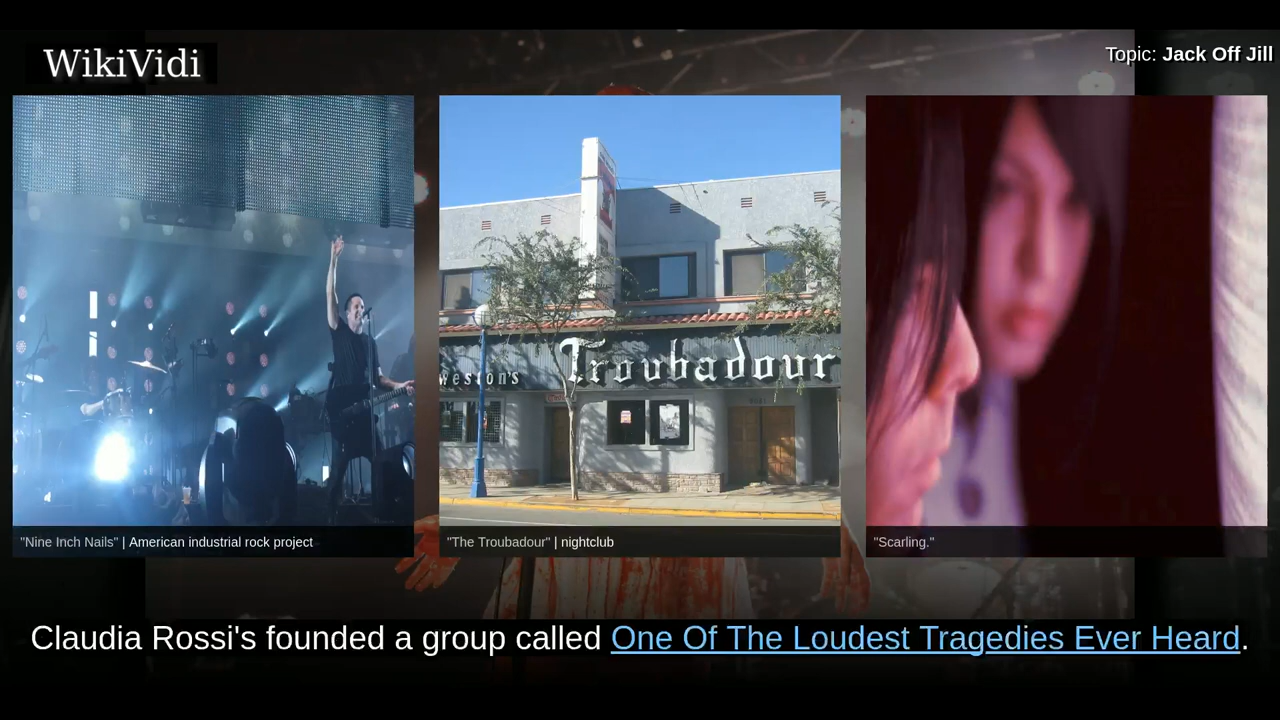 WikiVidi
Topic: Jack Off Jill
weston's Troubadour
"Nine Inch Nails" | American industrial rock project
"The Troubadour" | nightclub
"Scarling."
Claudia Rossi's founded a group called One Of The Loudest Tragedies Ever Heard.